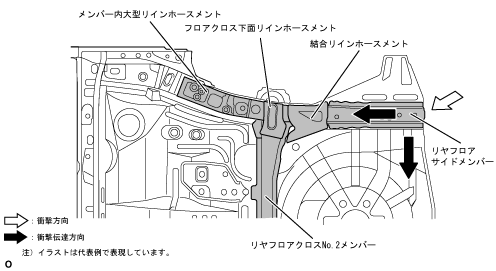 メンバー内大型リインホースメント
フロアクロス下面リインホースメント
結合リインホースメント
リヤフロア
サイドメンバー
リヤフロアクロスNo.2メンバー
：衝撃方向
：衝撃伝達方向
注）イラストは代表例で表現しています。
O